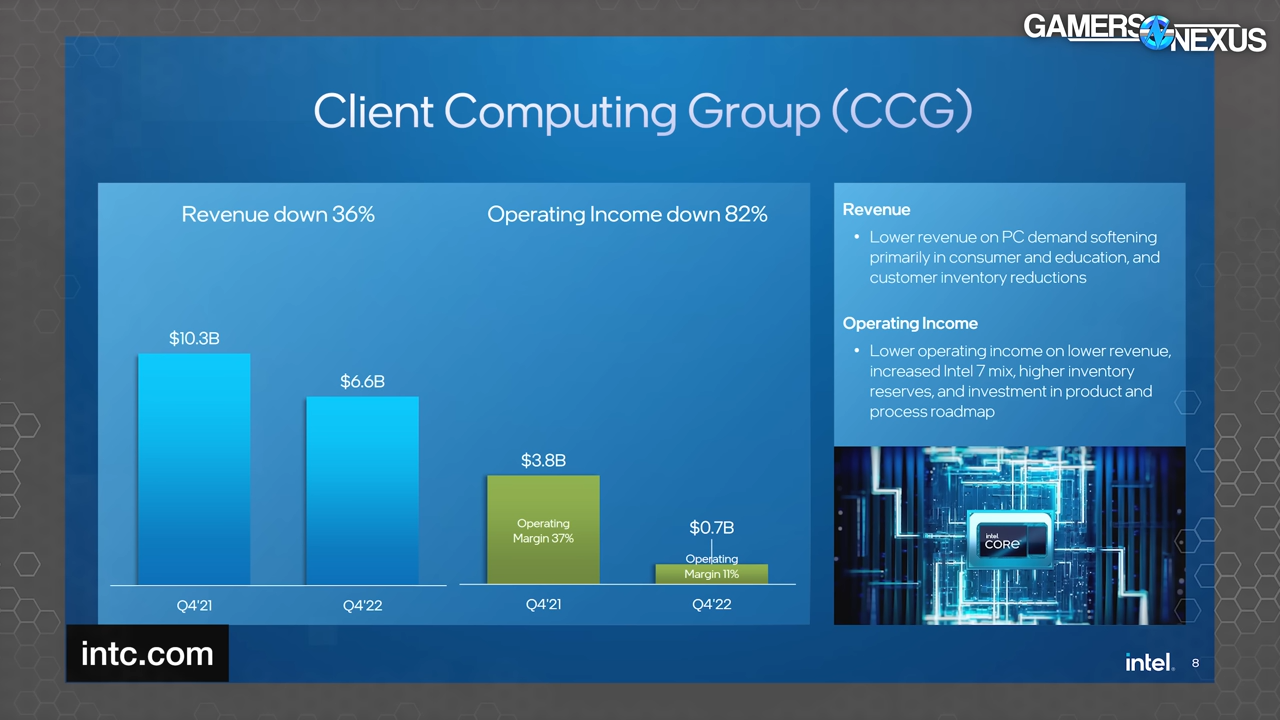 GAMERS NEXUS
Client Computing Group (CCG)
Revenue down 36%
Operating Income down 82%
$10.3B
$6.6B
$3.8B
$0.7B
Operating
Margin 37%
Operating
Margin 11%
Q4'21
Q4'22
Q4'21
Q4'22
Revenue
• Lower revenue on PC demand softening
primarily in consumer and education, and
customer inventory reductions
Operating Income
• Lower operating income on lower revenue,
increased Intel 7 mix, higher inventory
reserves, and investment in product and
process roadmap
intel
CORE
intc.com
intel.
8